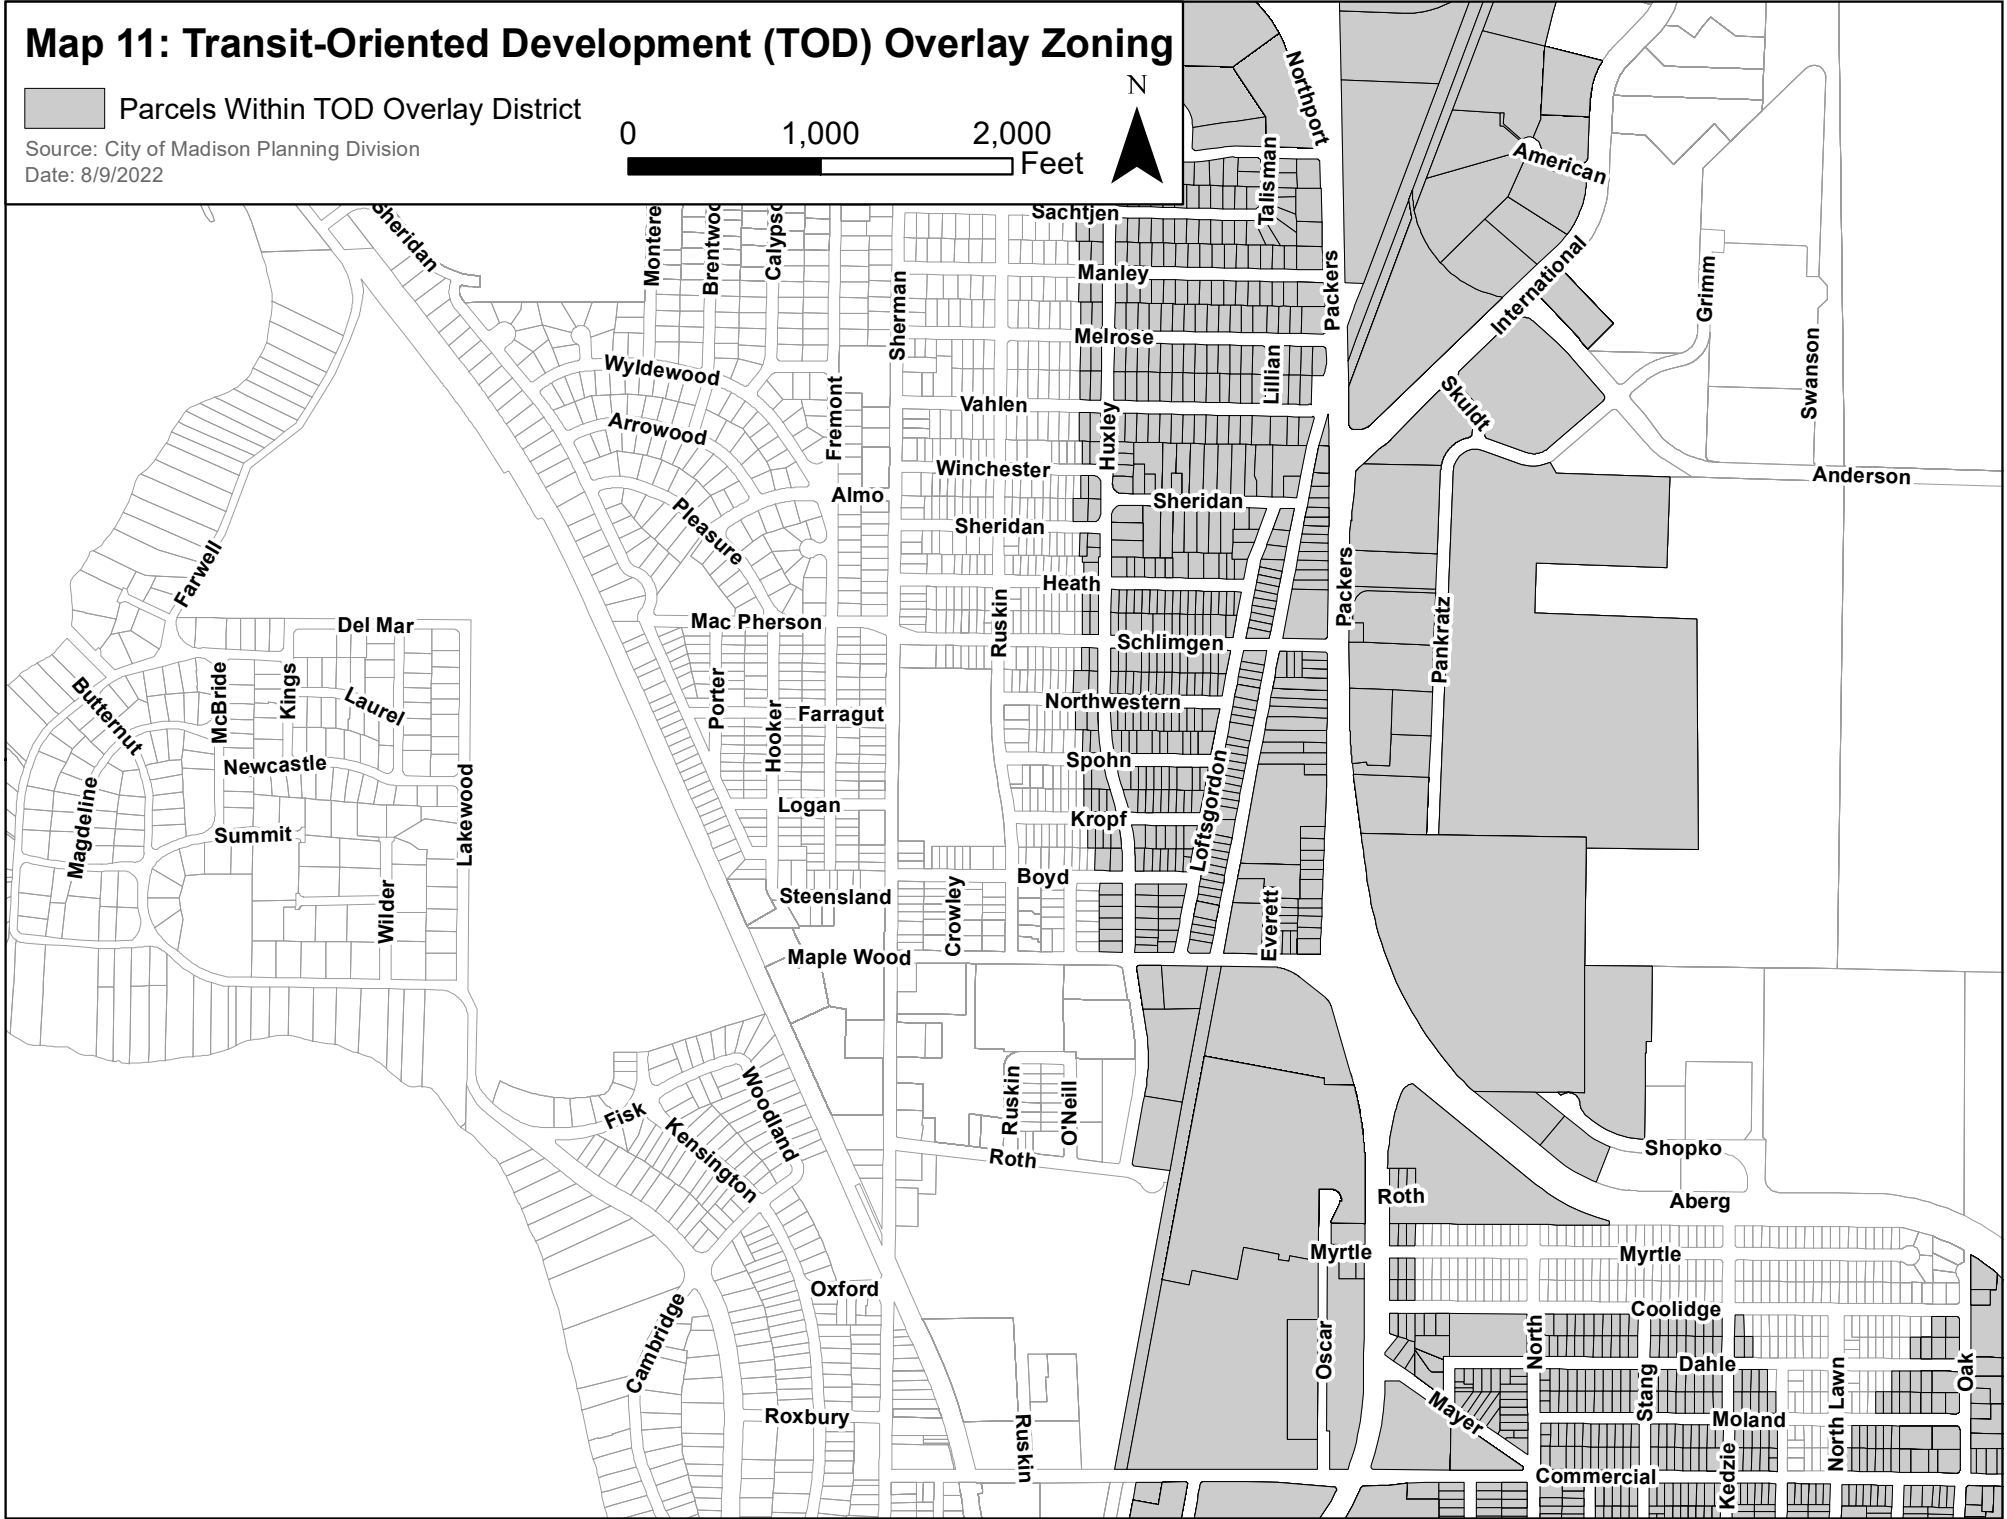 Map 11: Transit-Oriented Development (TOD) Overlay Zoning
Parcels Within TOD Overlay District
Source: City of Madison Planning Division
Date: 8/9/2022
0 1,000 2,000
Feet
N
Northport
American
Talisman
Sachtjen
Sheridan
Montere
Brentwoo
Calypso
Sherman
Manley
Packers
International
Grimm
Melrose
Swanson
Wyldewood
Fremont
Lillian
Skuldt
Vahlen
Arrowood
Huxley
Winchester
Anderson
Almo
Sheridan
Pleasure
Sheridan
Farwell
Heath
Packers
Ruskin
Pankratz
Del Mar
Mac Pherson
Schlimgen
McBride
Kings
Laurel
Butternut
Porter
Hooker
Farragut
Northwestern
Newcastle
Spohn
Loftsgordon
Magdeline
Lakewood
Logan
Kropf
Summit
Wilder
Steensland
Crowley
Boyd
Everett
Maple Wood
Woodland
Fisk
Kensington
Ruskin
O'Neill
Roth
Shopko
Roth
Aberg
Myrtle
Myrtle
Oxford
Coolidge
Cambridge
Oscar
North
Dahle
Stang
Oak
Mayer
Moland
North Lawn
Roxbury
Ruskin
Commercial
Kedzie